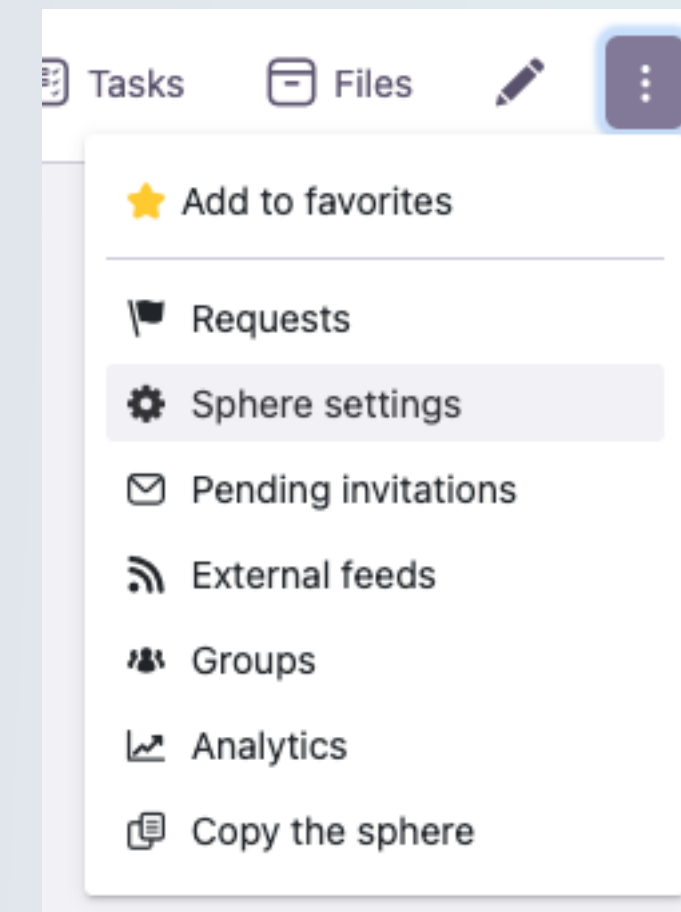 Tasks Files
Add to favorites
Requests
Sphere settings
Pending invitations
External feeds
Groups
Analytics
Copy the sphere